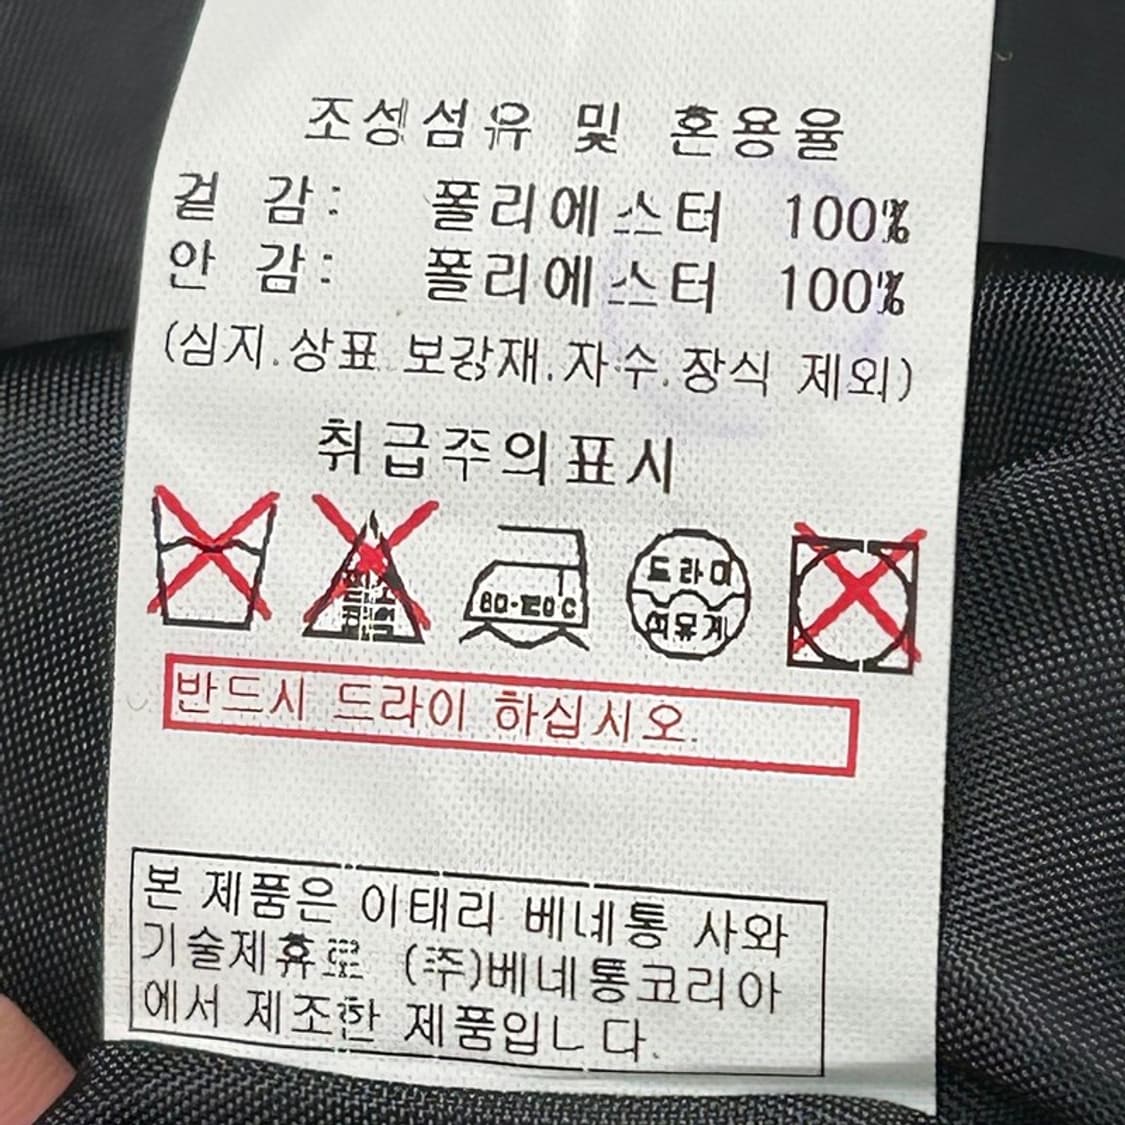 조성섬유 및 혼용율
겉 감: 폴리에스터 100%
안 감: 폴리에스터 100%
(심지.상표 보강재.자수.장식 제외)
취급주의표시
80-120°C
드라이
석유계
반드시 드라이 하십시오.
본 제품은 이태리 베네통 사와
기술제휴로 (주)베네통코리아
에서 제조한 제품입니다.